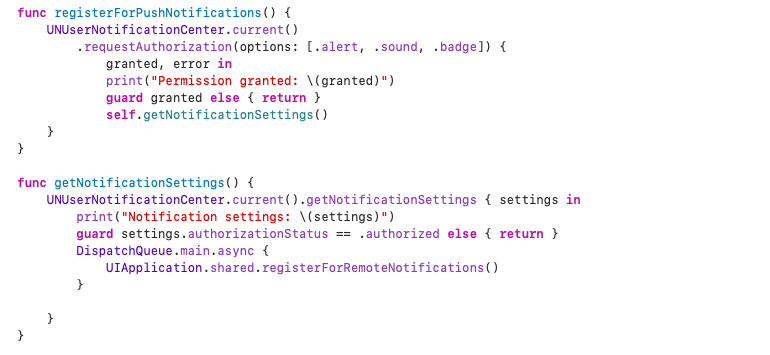 func registerForPushNotifications() {
    UNUserNotificationCenter.current()
        .requestAuthorization(options: [.alert, .sound, .badge]) {
            granted, error in
            print("Permission granted: \(granted)")
            guard granted else { return }
            self.getNotificationSettings()
    }
}

func getNotificationSettings() {
    UNUserNotificationCenter.current().getNotificationSettings { settings in
        print("Notification settings: \(settings)")
        guard settings.authorizationStatus == .authorized else { return }
        DispatchQueue.main.async {
            UIApplication.shared.registerForRemoteNotifications()
        }

    }
}